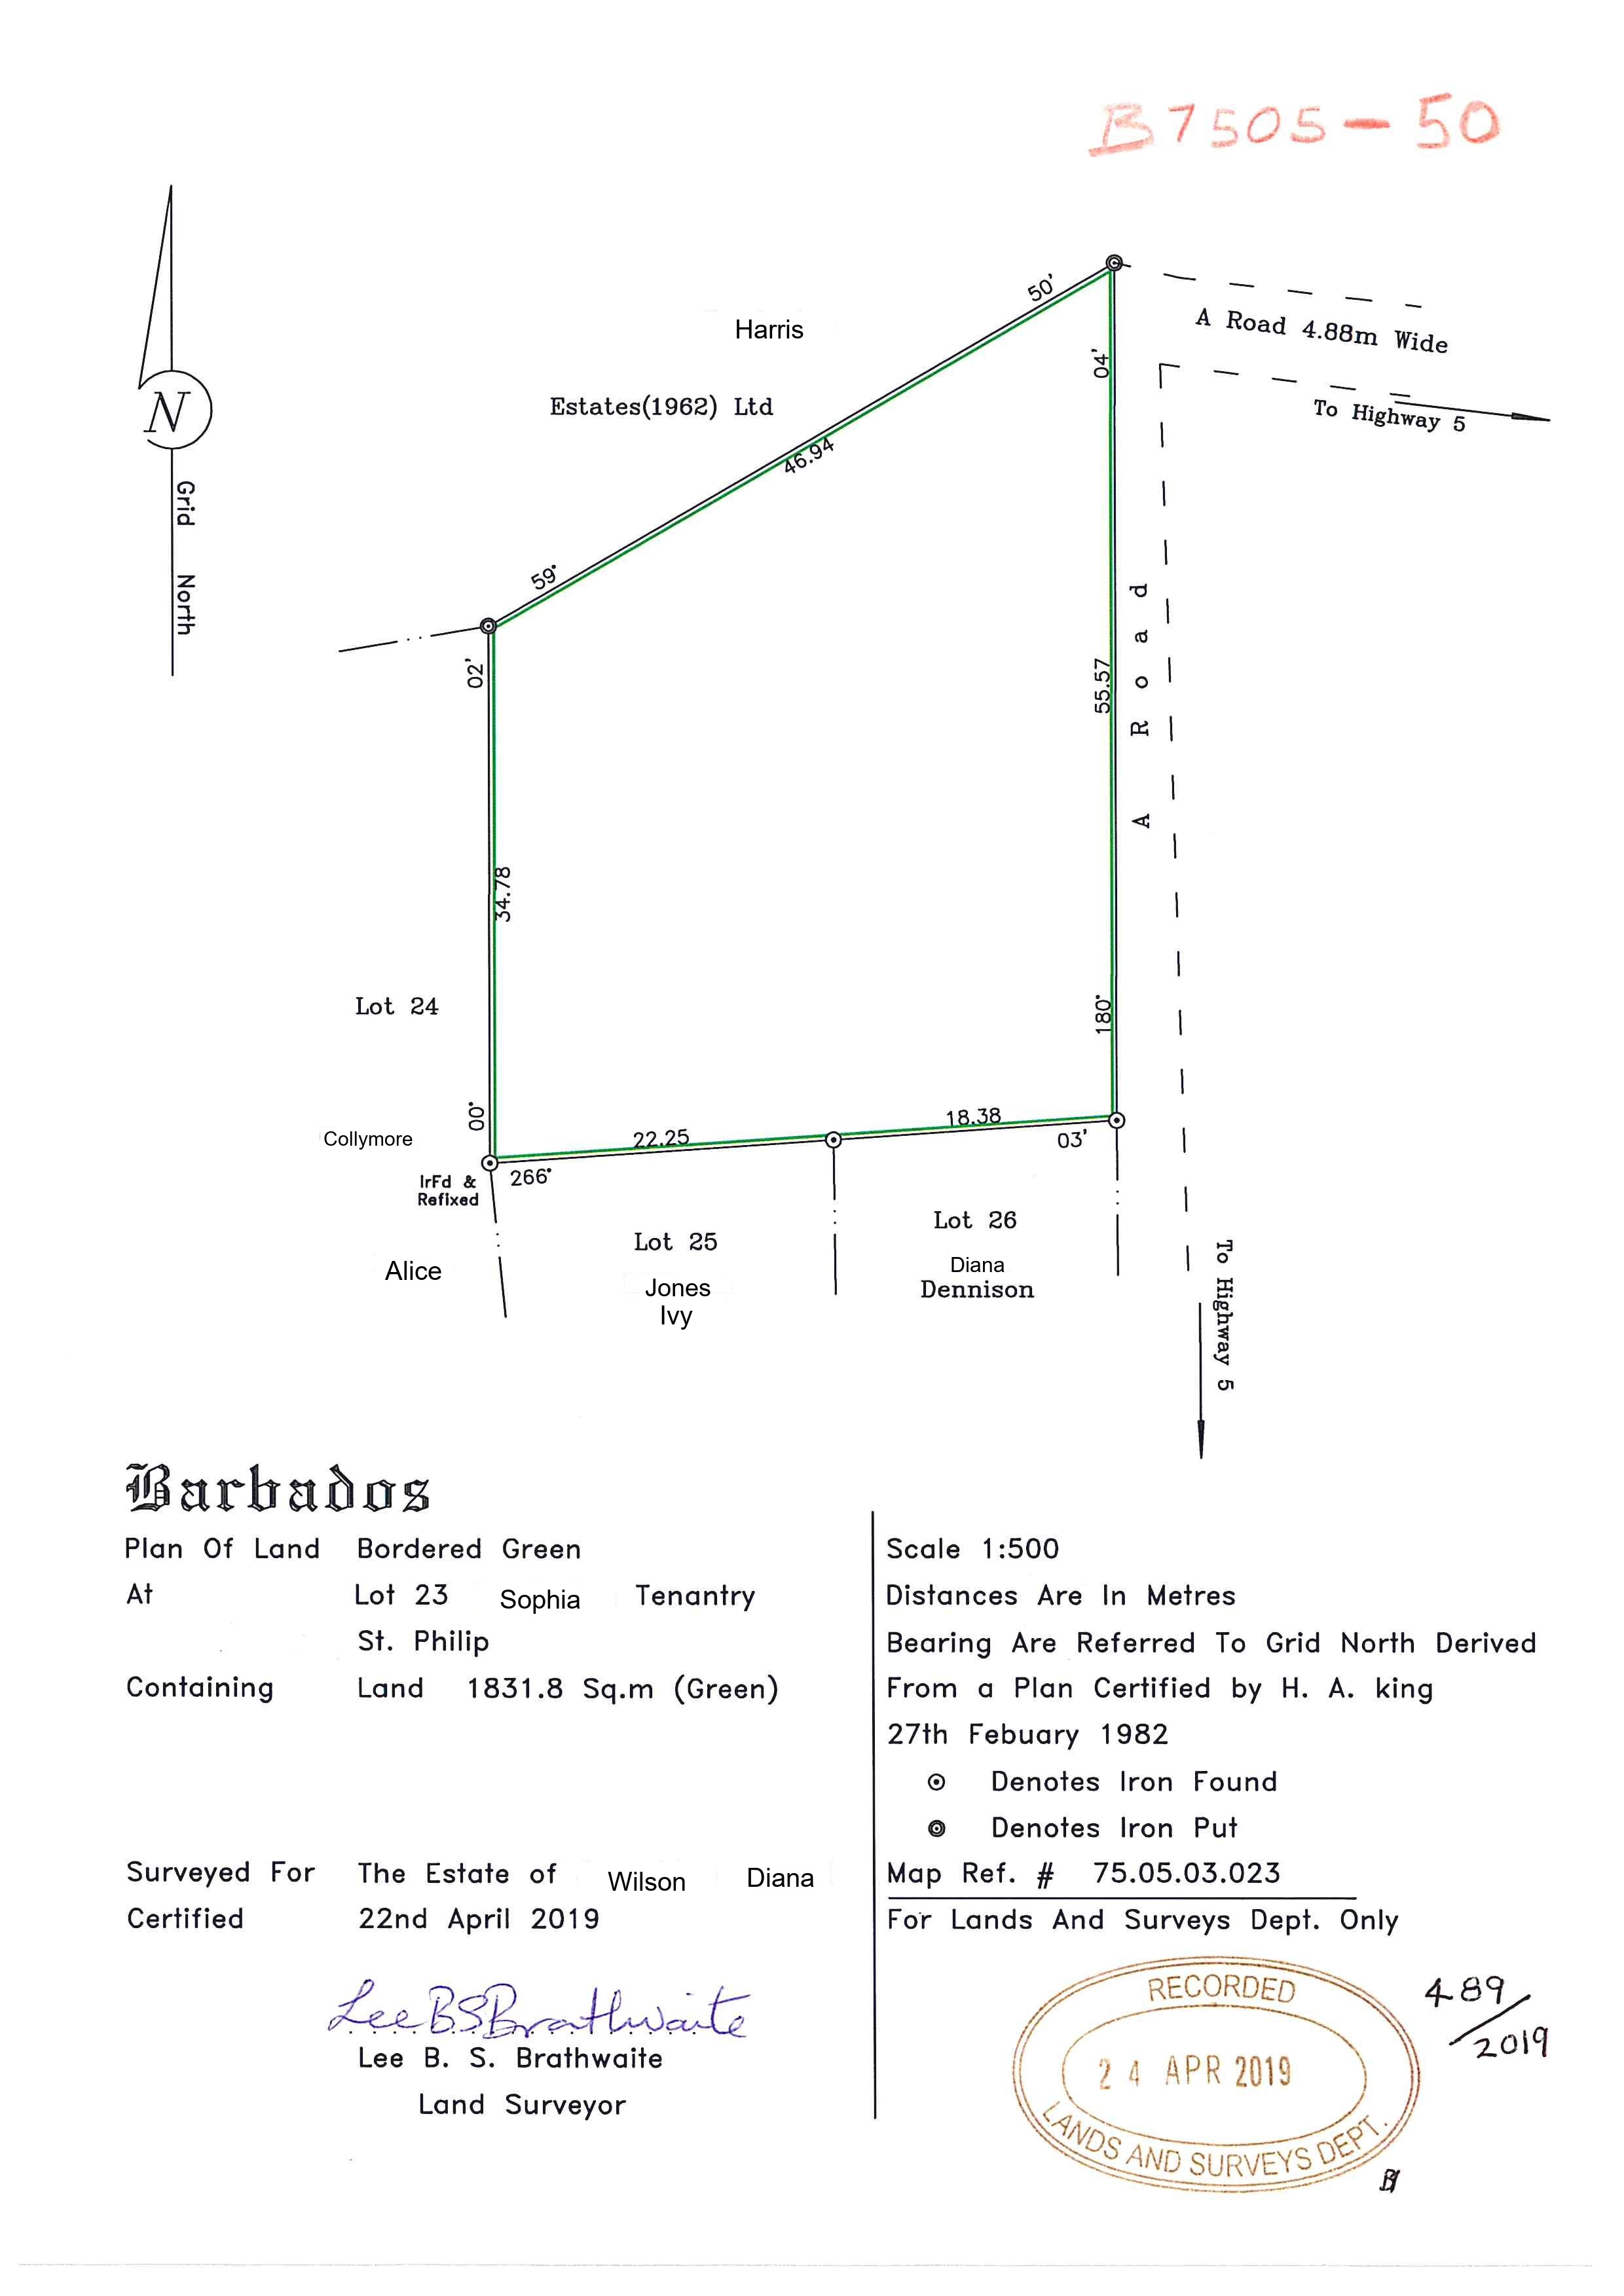 B7505-50
50'
A Road 4.88m Wide
Harris
04'
Estates(1962) Ltd
To Highway 5
46.94
N
Grid North
59°
02'
A Road
55.57
34.78
Lot 24
180°
00°
Collymore
22.25
18.38
03'
IrFd &
Refixed
266°
Lot 25
Lot 26
Alice
Jones
Ivy
Diana
Dennison
To Highway 5
Barbados
Plan Of Land Bordered Green
At Lot 23 Sophia Tenantry
St. Philip
Containing Land 1831.8 Sq.m (Green)
Surveyed For The Estate of Wilson Diana
Certified 22nd April 2019
LeeBSBrathwaite
Lee B. S. Brathwaite
Land Surveyor
Scale 1:500
Distances Are In Metres
Bearing Are Referred To Grid North Derived
From a Plan Certified by H. A. king
27th Febuary 1982
Denotes Iron Found
Denotes Iron Put
Map Ref. # 75.05.03.023
For Lands And Surveys Dept. Only
RECORDED
24 APR 2019
LANDS AND SURVEYS DEPT.
489/2019